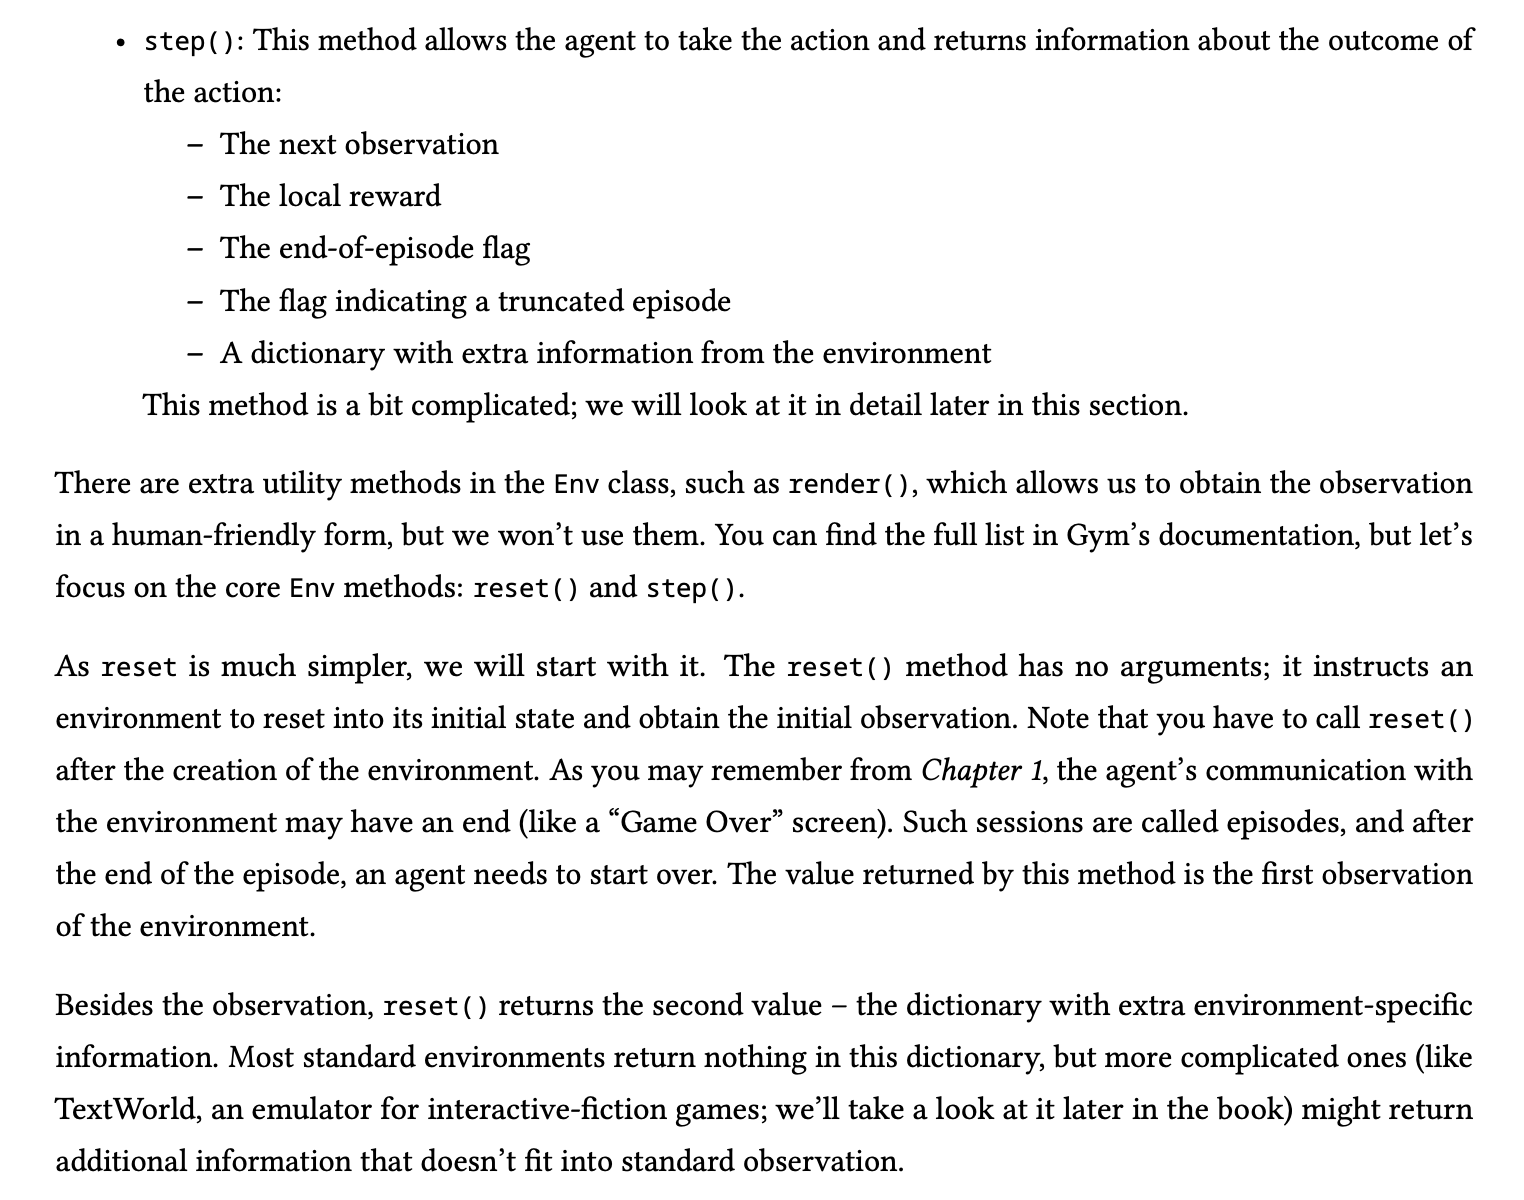 • step(): This method allows the agent to take the action and returns information about the outcome of
the action:
– The next observation
– The local reward
– The end-of-episode flag
– The flag indicating a truncated episode
– A dictionary with extra information from the environment
This method is a bit complicated; we will look at it in detail later in this section.
There are extra utility methods in the Env class, such as render(), which allows us to obtain the observation
in a human-friendly form, but we won’t use them. You can find the full list in Gym’s documentation, but let’s
focus on the core Env methods: reset() and step().
As reset is much simpler, we will start with it. The reset() method has no arguments; it instructs an
environment to reset into its initial state and obtain the initial observation. Note that you have to call reset()
after the creation of the environment. As you may remember from Chapter 1, the agent’s communication with
the environment may have an end (like a “Game Over” screen). Such sessions are called episodes, and after
the end of the episode, an agent needs to start over. The value returned by this method is the first observation
of the environment.
Besides the observation, reset() returns the second value – the dictionary with extra environment-specific
information. Most standard environments return nothing in this dictionary, but more complicated ones (like
TextWorld, an emulator for interactive-fiction games; we’ll take a look at it later in the book) might return
additional information that doesn’t fit into standard observation.